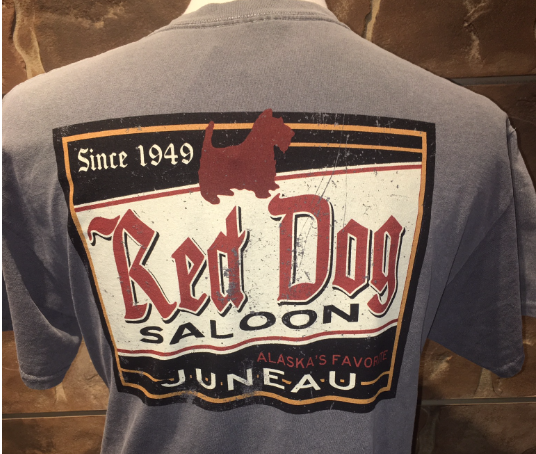 Since 1949
Red Dog
SALOON
ALASKA'S FAVORITE
JUNEAU